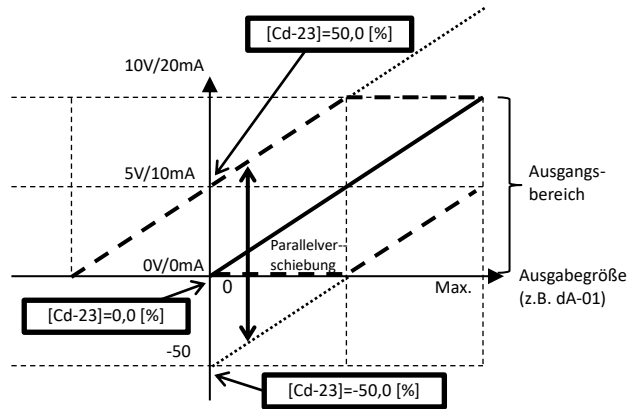 [Cd-23]=50,0 [%]
10V/20mA
5V/10mA
Ausgangs-
bereich
Parallelver-
schiebung
0V/0mA
0
Max.
Ausgabegröße
(z.B. dA-01)
[Cd-23]=0,0 [%]
-50
[Cd-23]=-50,0 [%]